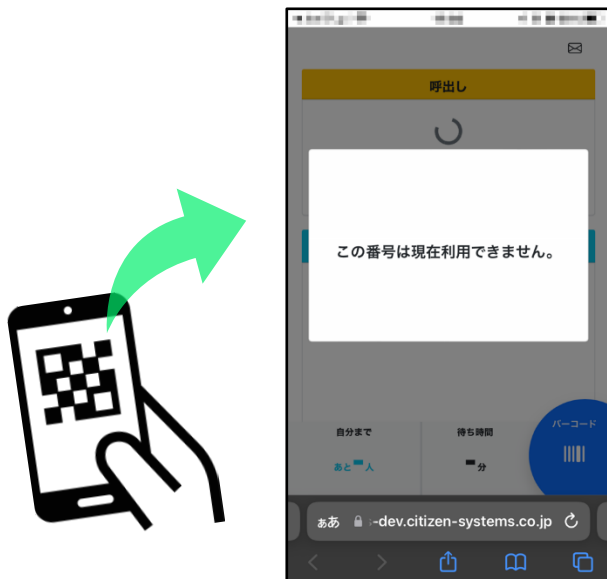 呼出し
この番号は現在利用できません。
自分まで
待ち時間
バーコード
あと 人
分
ぁあ
-dev.citizen-systems.co.jp